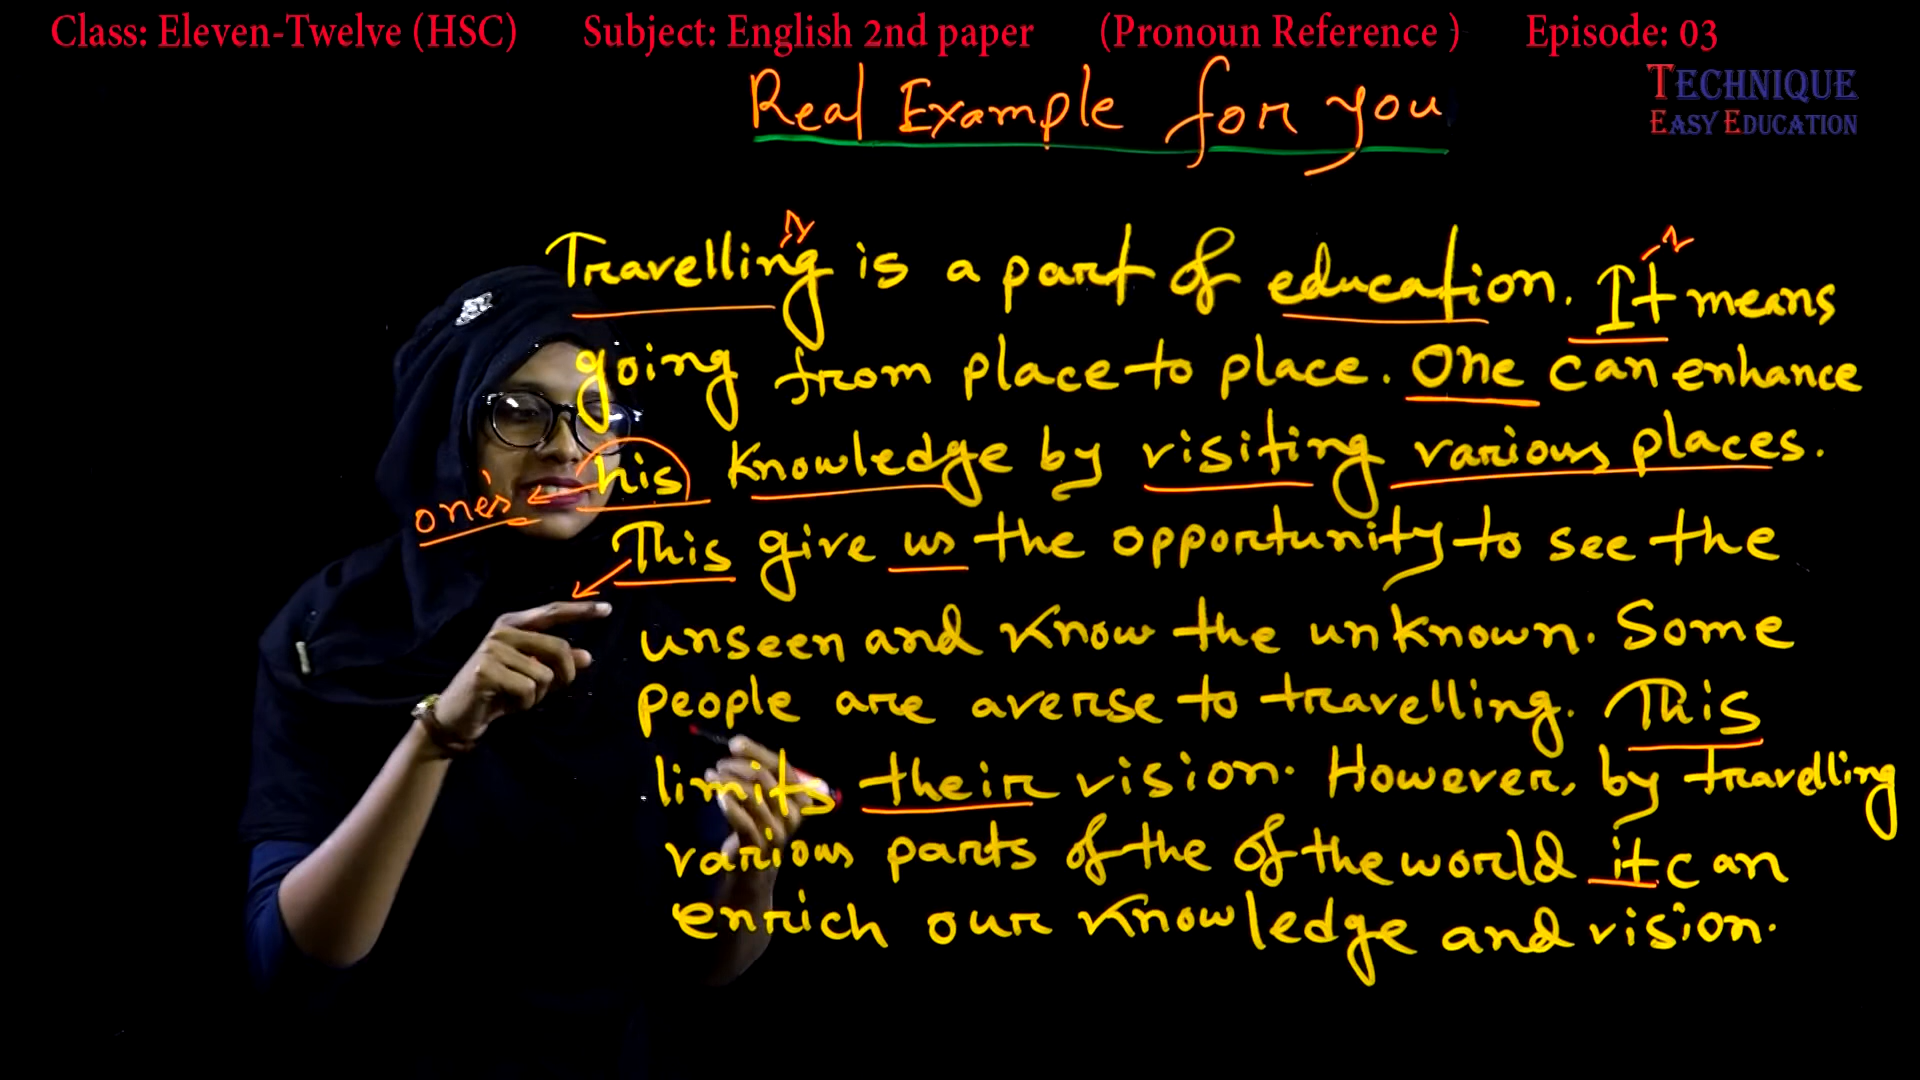 Class: Eleven-Twelve (HSC) Subject: English 2nd paper (Pronoun Reference ) Episode: 03
TECHNIQUE
EASY EDUCATION
Real Example for you
Travelling is a part of education. It means
going from place to place. One can enhance
his knowledge by visiting various places.
one's
This give us the opportunity to see the
unseen and know the unknown. Some
people are averse to travelling. This
limits their vision. However, by travelling
various parts of the of the world it can
enrich our knowledge and vision.